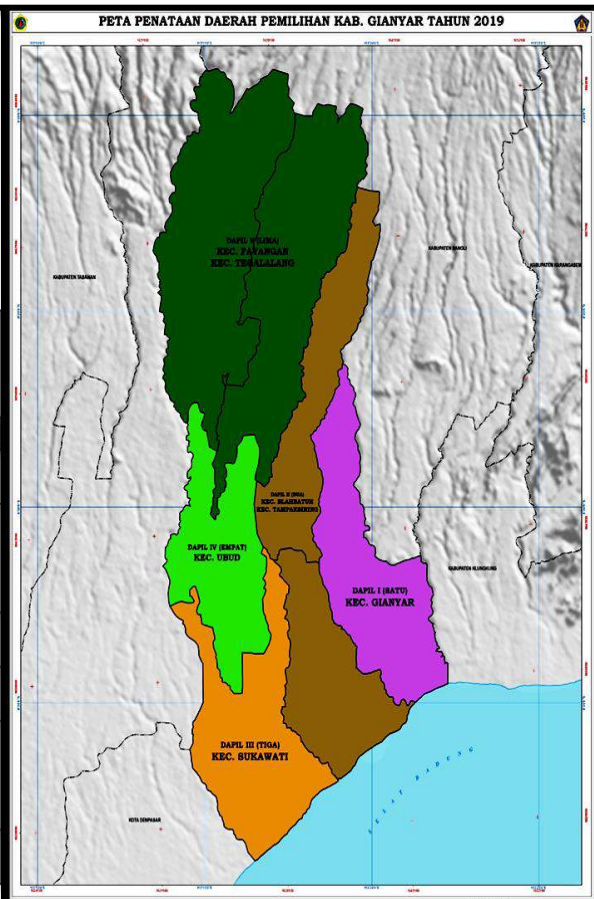 PETA PENATAAN DAERAH PEMILIHAN KAB. GIANYAR TAHUN 2019
DAPIL V (LIMA)
KEC. PAYANGAN
KEC. TEGALALANG
KABUPATEN TABANAN
KABUPATEN BANGLI
KABUPATEN KARANGASEM
DAPIL II (DUA)
KEC. BLAHBATUH
KEC. TAMPAKSIRING
DAPIL IV (EMPAT)
KEC. UBUD
KABUPATEN KLUNGKUNG
DAPIL I (SATU)
KEC. GIANYAR
DAPIL III (TIGA)
KEC. SUKAWATI
SELAT BADUNG
KOTA DENPASAR